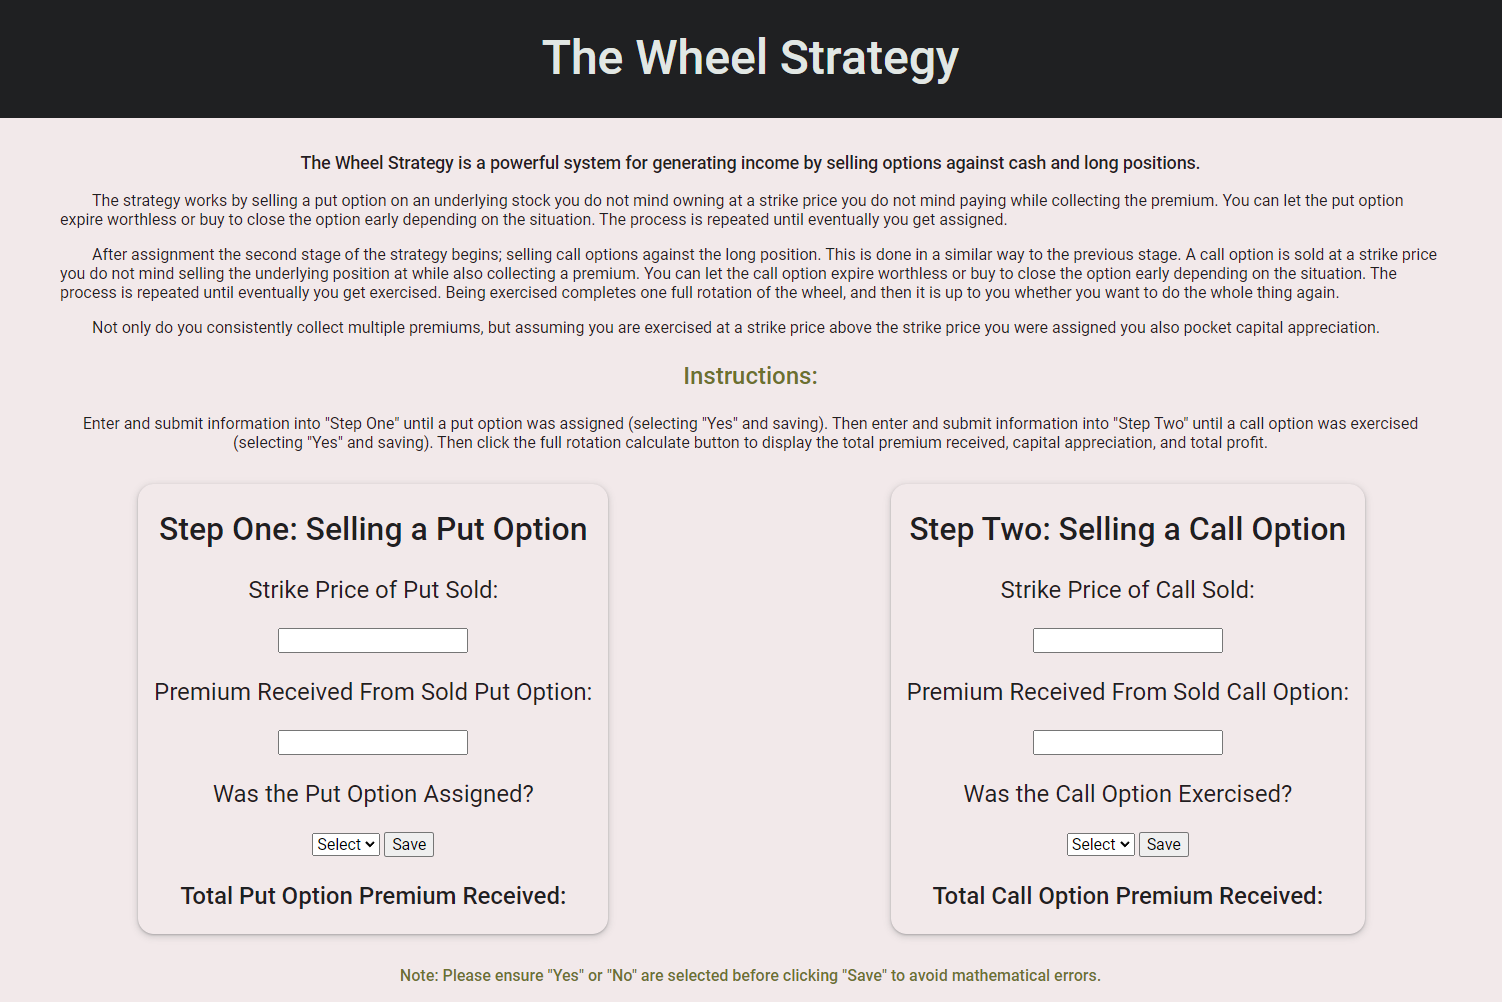 The Wheel Strategy
The Wheel Strategy is a powerful system for generating income by selling options against cash and long positions.
The strategy works by selling a put option on an underlying stock you do not mind owning at a strike price you do not mind paying while collecting the premium. You can let the put option
expire worthless or buy to close the option early depending on the situation. The process is repeated until eventually you get assigned.
After assignment the second stage of the strategy begins; selling call options against the long position. This is done in a similar way to the previous stage. A call option is sold at a strike price
you do not mind selling the underlying position at while also collecting a premium. You can let the call option expire worthless or buy to close the option early depending on the situation. The
process is repeated until eventually you get exercised. Being exercised completes one full rotation of the wheel, and then it is up to you whether you want to do the whole thing again.
Not only do you consistently collect multiple premiums, but assuming you are exercised at a strike price above the strike price you were assigned you also pocket capital appreciation.
Instructions:
Enter and submit information into "Step One" until a put option was assigned (selecting "Yes" and saving). Then enter and submit information into "Step Two" until a call option was exercised
(selecting "Yes" and saving). Then click the full rotation calculate button to display the total premium received, capital appreciation, and total profit.
Step One: Selling a Put Option
Strike Price of Put Sold:
Premium Received From Sold Put Option:
Was the Put Option Assigned?
Select Save
Total Put Option Premium Received:
Step Two: Selling a Call Option
Strike Price of Call Sold:
Premium Received From Sold Call Option:
Was the Call Option Exercised?
Select Save
Total Call Option Premium Received:
Note: Please ensure "Yes" or "No" are selected before clicking "Save" to avoid mathematical errors.